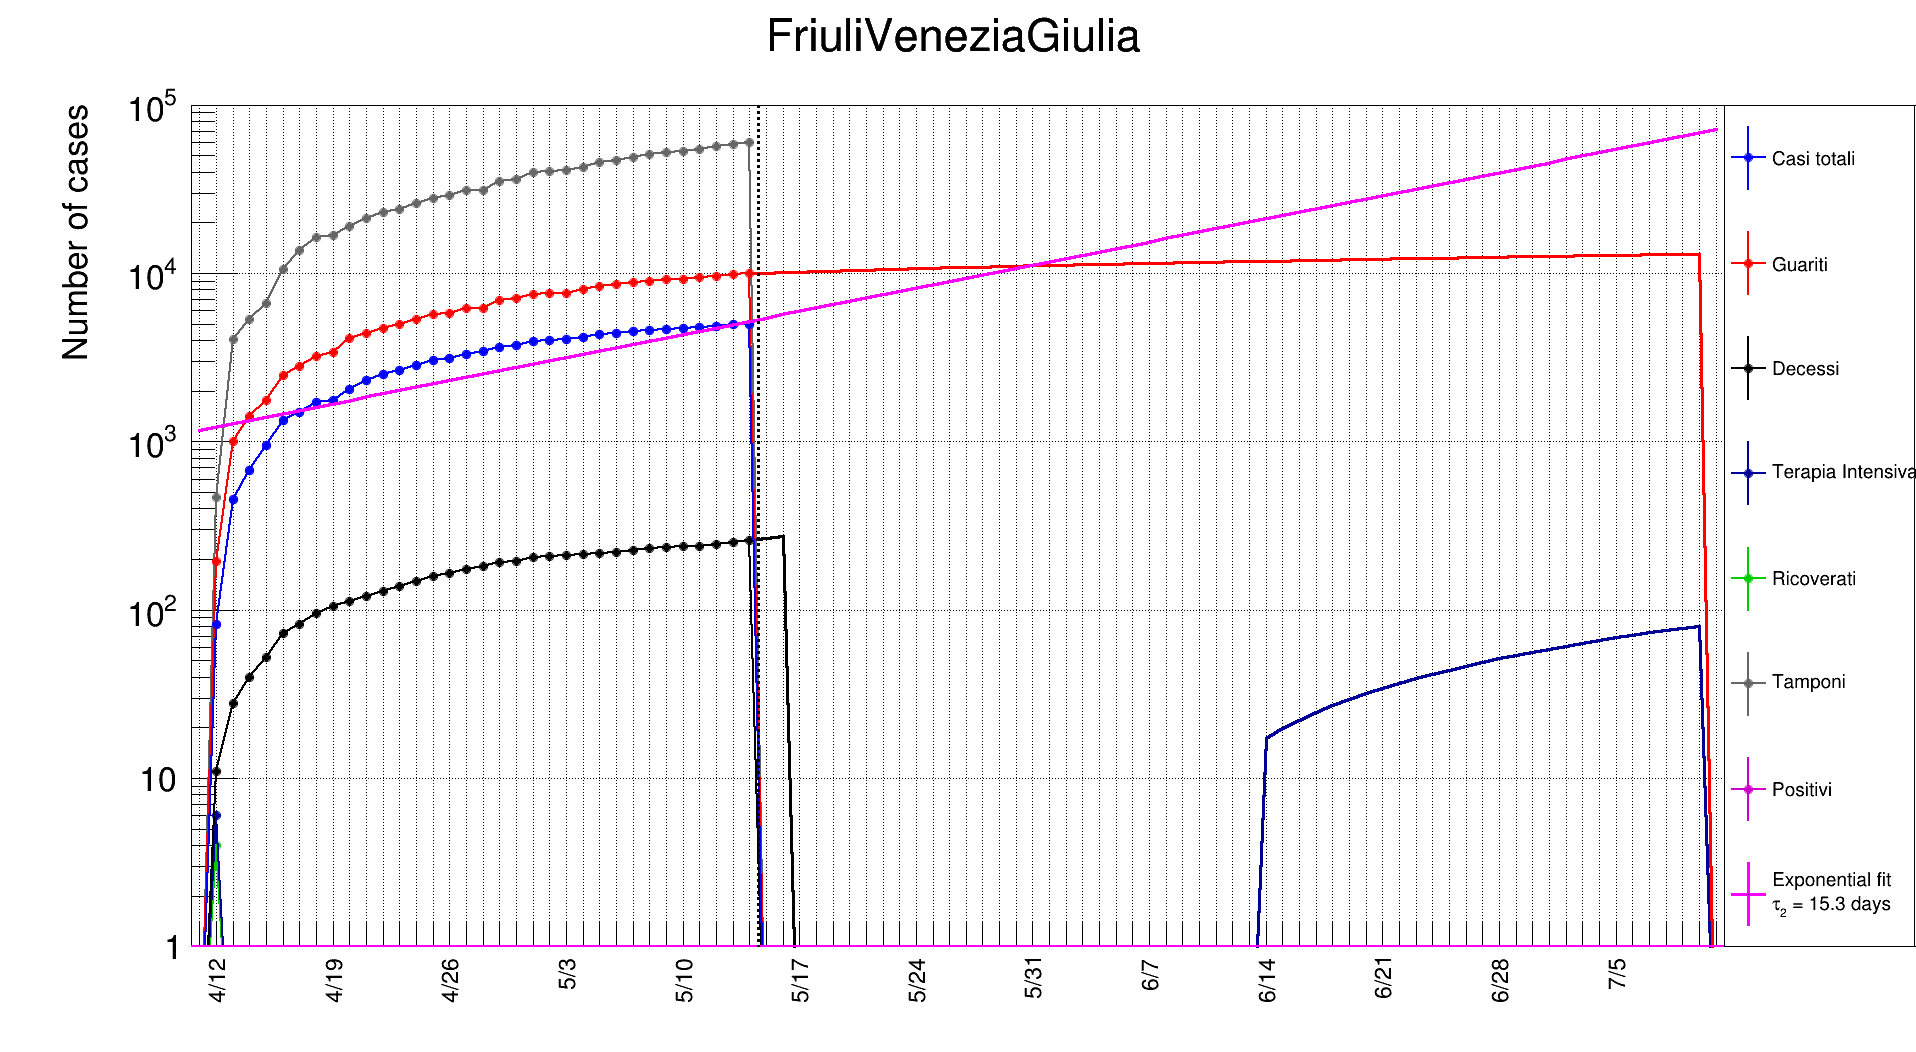 FriuliVeneziaGiulia
Number of cases
10^5
10^4
10^3
10^2
10
1
4/12
4/19
4/26
5/3
5/10
5/17
5/24
5/31
6/7
6/14
6/21
6/28
7/5
Casi totali
Guariti
Decessi
Terapia Intensiva
Ricoverati
Tamponi
Positivi
Exponential fit
τ_2 = 15.3 days